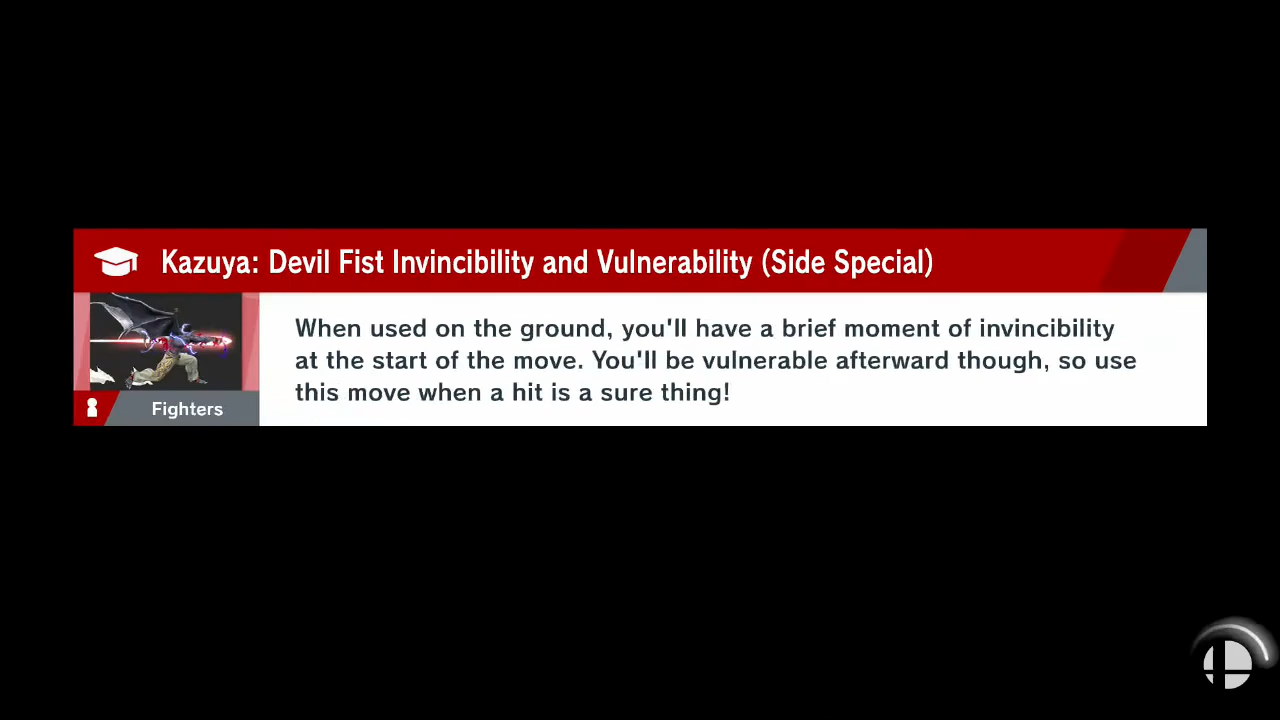 Kazuya: Devil Fist Invincibility and Vulnerability (Side Special)
When used on the ground, you'll have a brief moment of invincibility
at the start of the move. You'll be vulnerable afterward though, so use
this move when a hit is a sure thing!
Fighters